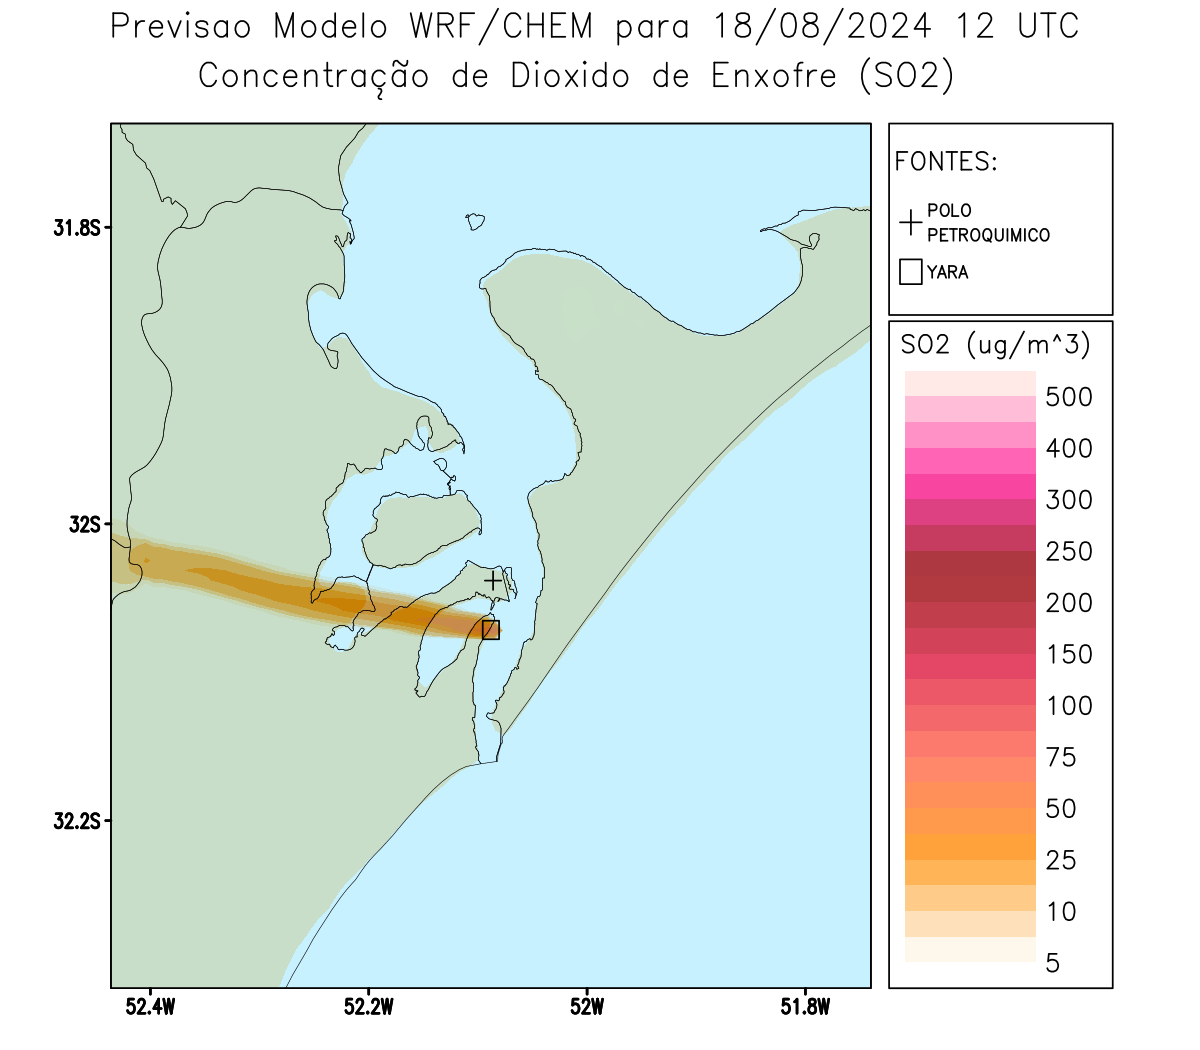 Previsao Modelo WRF/CHEM para 18/08/2024 12 UTC
Concentração de Dioxido de Enxofre (SO2)
FONTES:
POLO
PETROQUIMICO
YARA
31.8S
32S
32.2S
52.4W
52.2W
52W
51.8W
SO2 (ug/m^3)
500
400
300
250
200
150
100
75
50
25
10
5